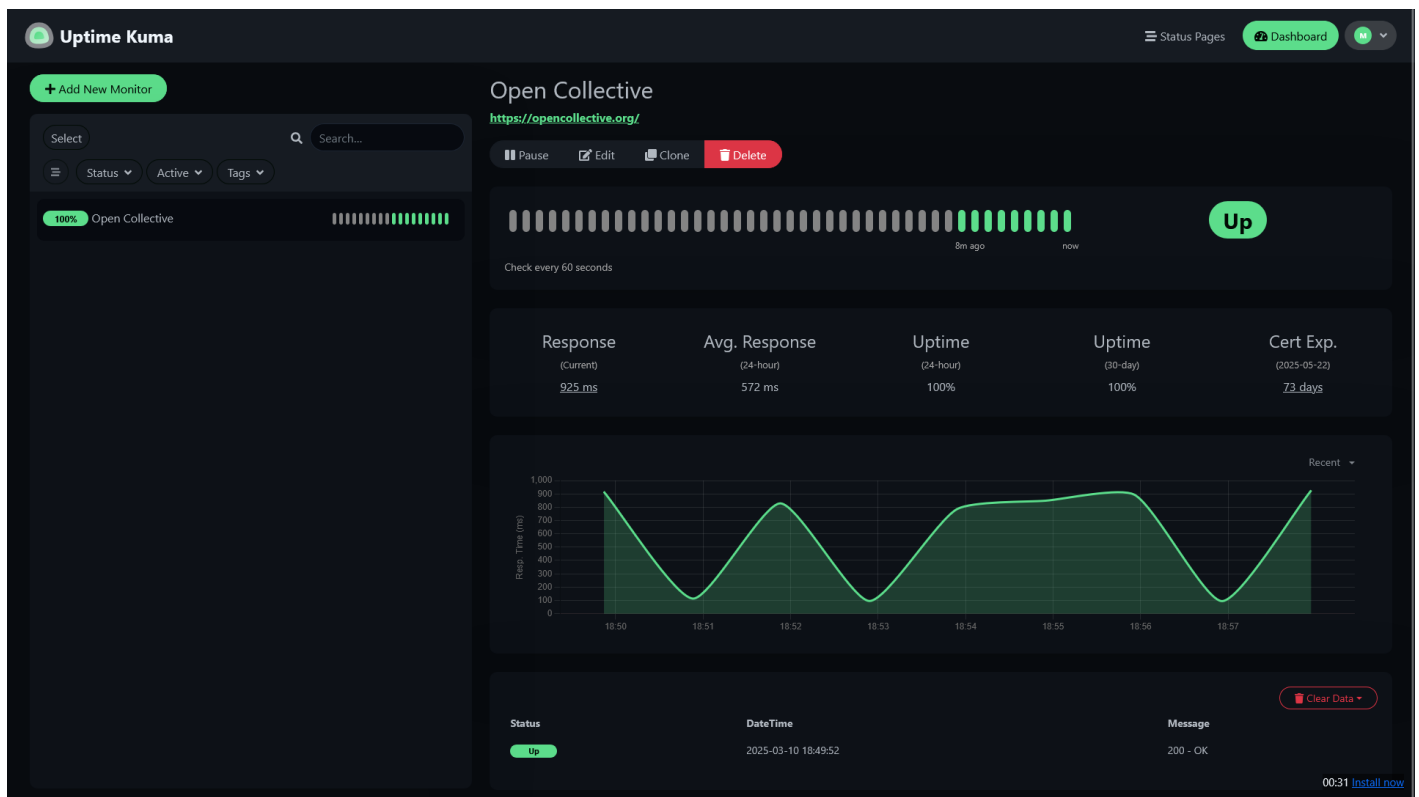 Uptime Kuma
Status Pages
Dashboard
M
Add New Monitor
Select
Search...
Status
Active
Tags
100% Open Collective
Open Collective
https://opencollective.org/
Pause
Edit
Clone
Delete
8m ago
now
Up
Check every 60 seconds
Response
(Current)
925 ms
Avg. Response
(24-hour)
572 ms
Uptime
(24-hour)
100%
Uptime
(30-day)
100%
Cert Exp.
(2025-05-22)
73 days
Recent
Resp. Time (ms)
1,000
900
800
700
600
500
400
300
200
100
0
18:50 18:51 18:52 18:53 18:54 18:55 18:56 18:57
Clear Data
Status DateTime Message
Up 2025-03-10 18:49:52 200 - OK
00:31 Install now